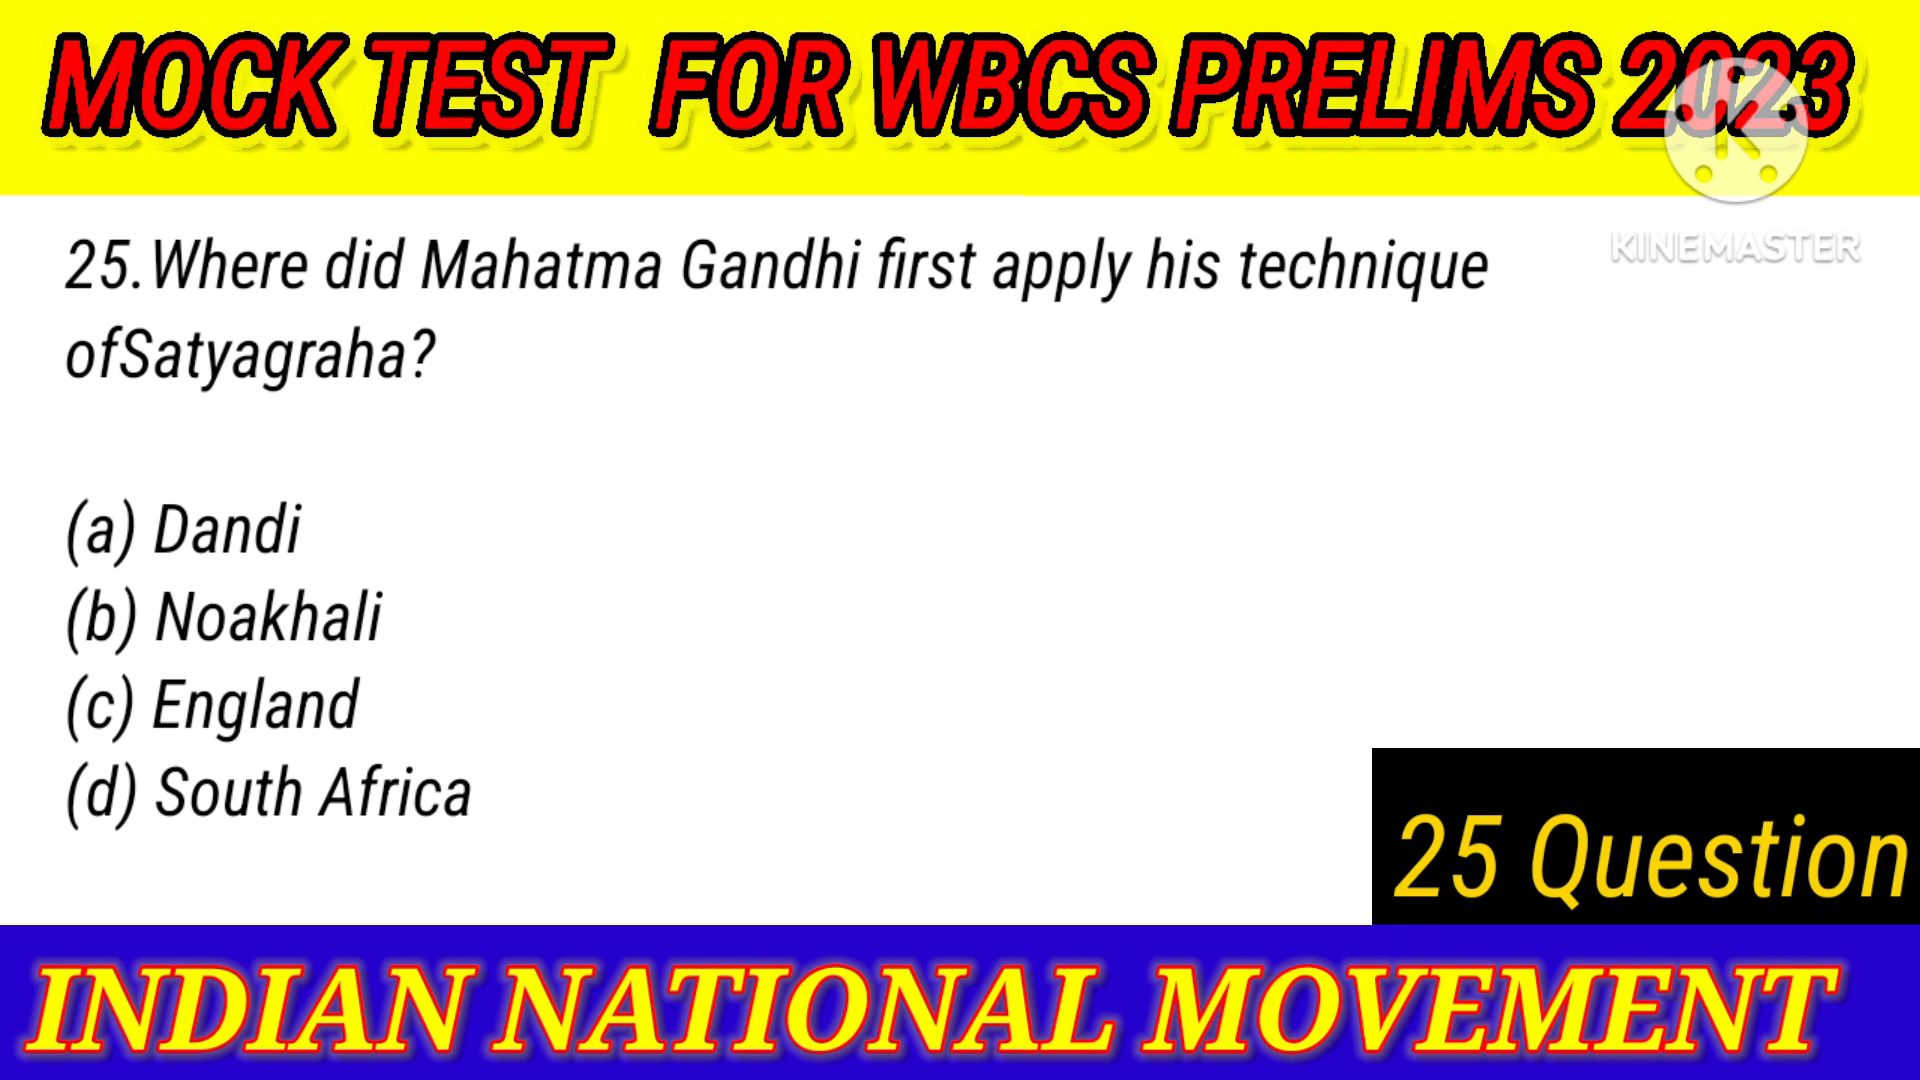 MOCK TEST FOR WBCS PRELIMS 2023
KINEMASTER
25.Where did Mahatma Gandhi first apply his technique
ofSatyagraha?
(a) Dandi
(b) Noakhali
(c) England
(d) South Africa
25 Question
INDIAN NATIONAL MOVEMENT